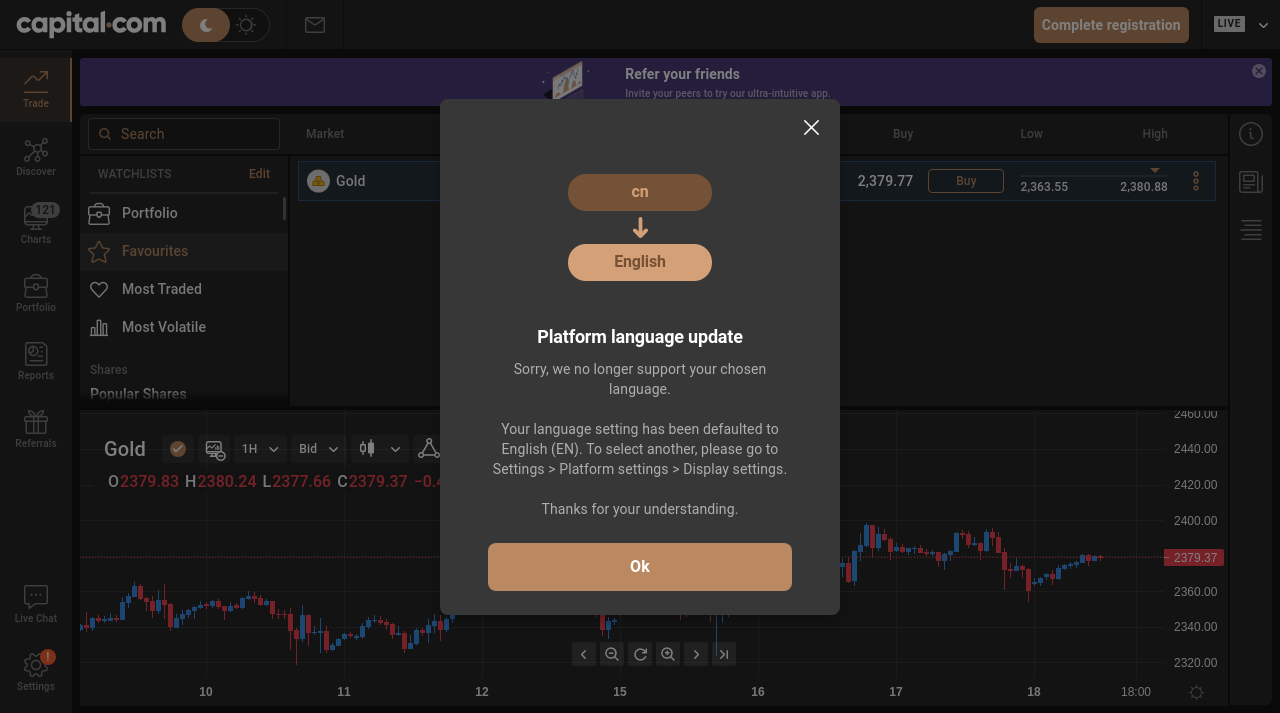 capital.com
Complete registration
LIVE
Refer your friends
Invite your peers to try our ultra-intuitive app.
Trade
Discover
121
Charts
Portfolio
Reports
Referrals
Live Chat
!
Settings
Search
Market
Buy
Low
High
WATCHLISTS
Edit
Portfolio
Favourites
Most Traded
Most Volatile
Shares
Popular Shares
Gold
2,379.77
Buy
2,363.55
2,380.88
cn
English
Platform language update
Sorry, we no longer support your chosen
language.
Your language setting has been defaulted to
English (EN). To select another, please go to
Settings > Platform settings > Display settings.
Thanks for your understanding.
Ok
Gold
1H
Bid
O2379.83 H2380.24 L2377.66 C2379.37
2460.00
2440.00
2420.00
2400.00
2379.37
2360.00
2340.00
2320.00
10
11
12
15
16
17
18
18:00